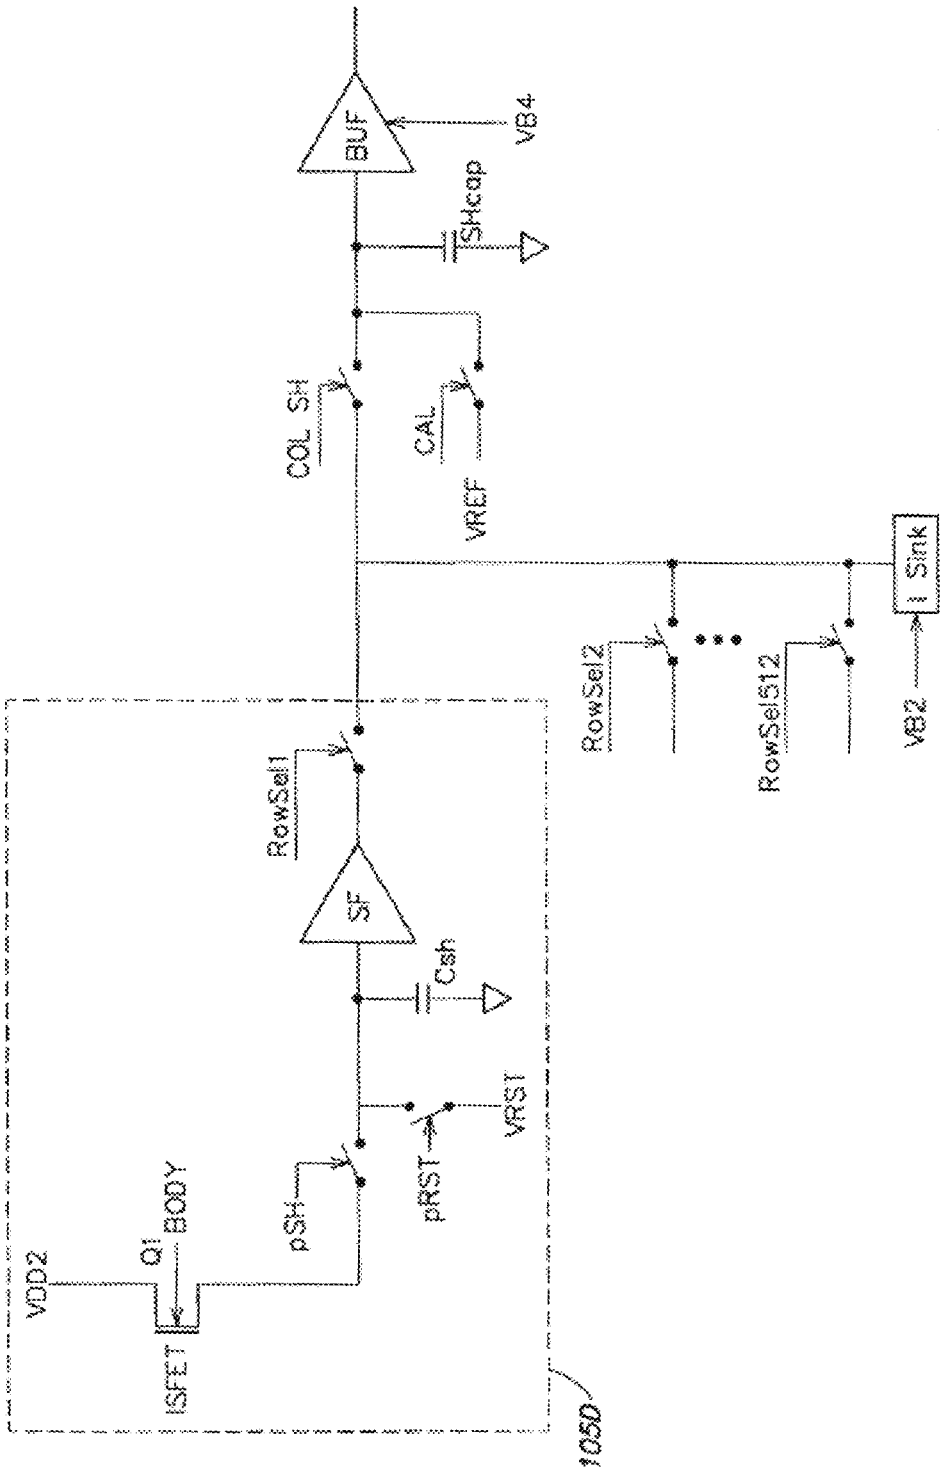 VDD2
Q1
BODY
ISFET
pSH
pRST
VRST
Csh
SF
RowSel1
105D
RowSel2
RowSel512
VB2
I Sink
COL SH
CAL
VREF
SHcap
BUF
VB4